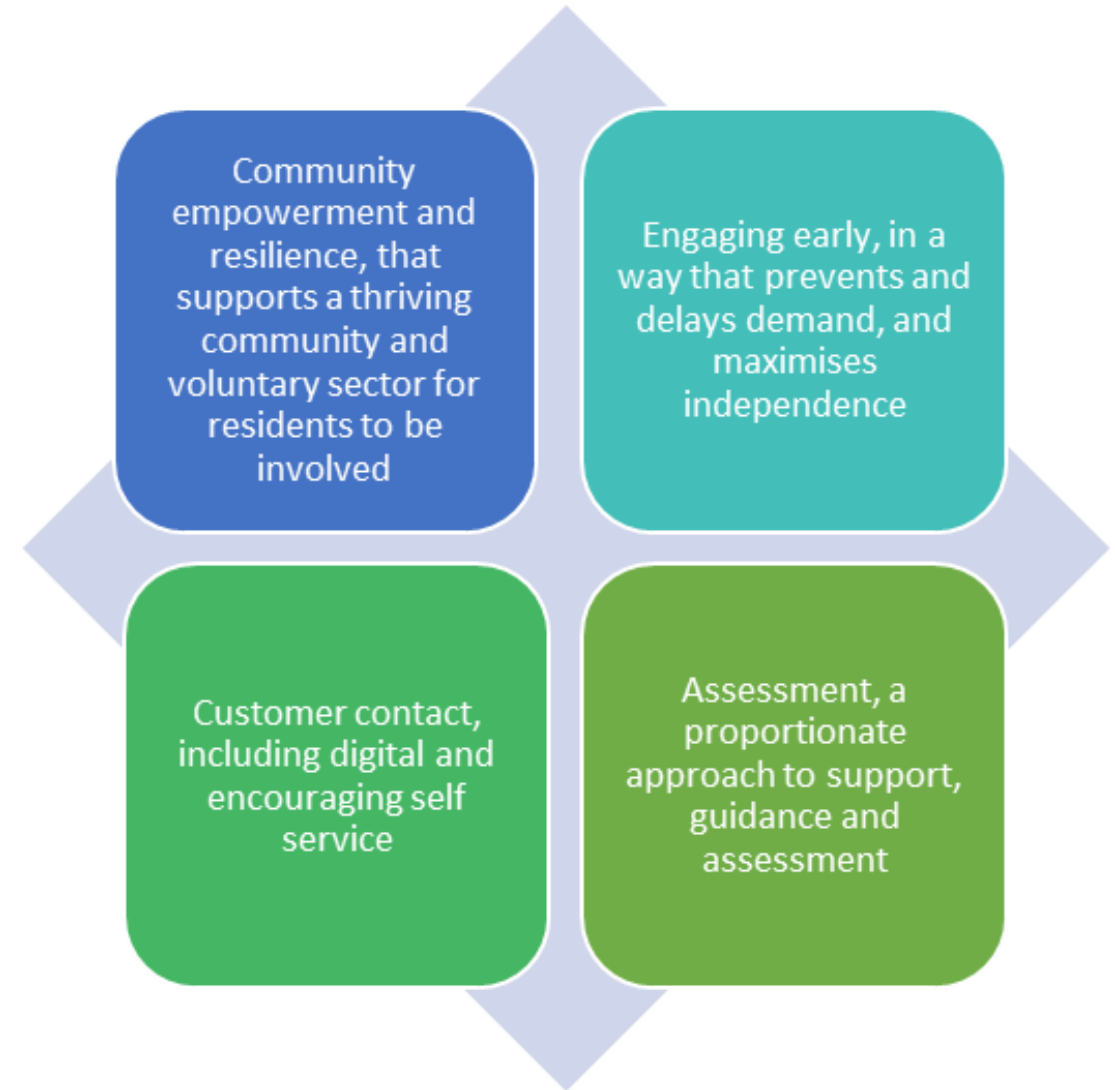 Community
empowerment and
resilience, that
supports a thriving
community and
voluntary sector for
residents to be
involved
Engaging early, in a
way that prevents and
delays demand, and
maximises
independence
Customer contact,
including digital and
encouraging self
service
Assessment, a
proportionate
approach to support,
guidance and
assessment